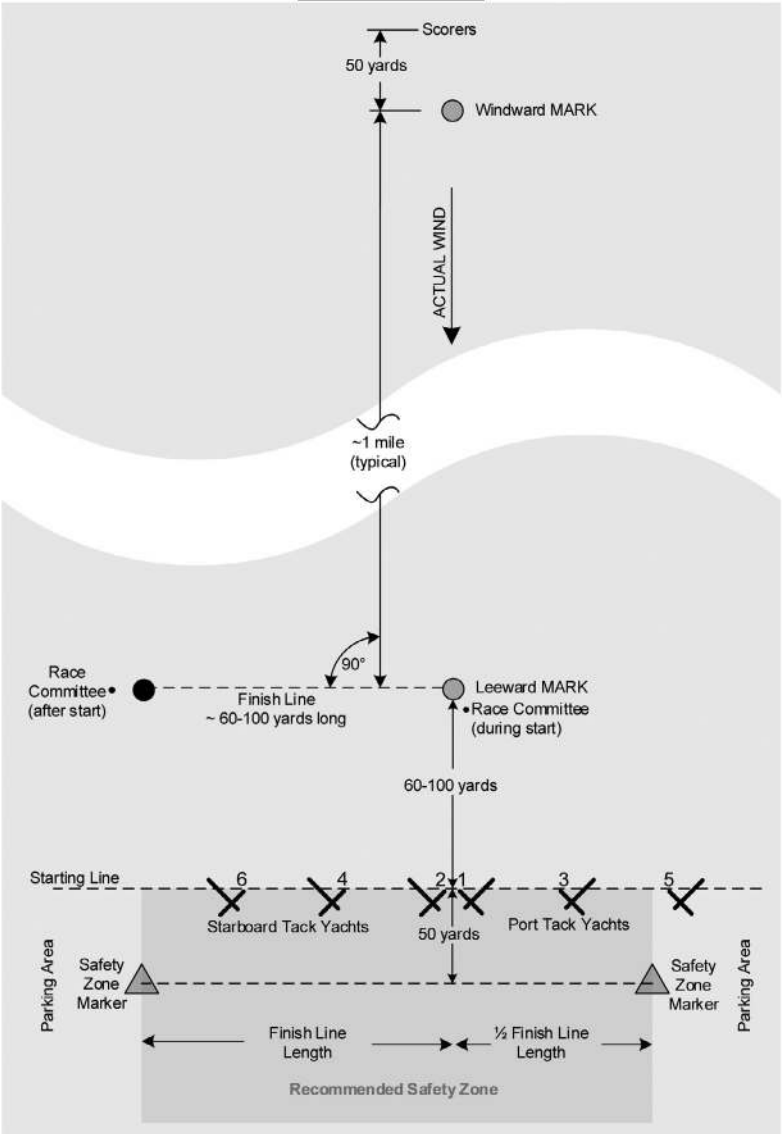 Scorers
50 yards
Windward MARK
ACTUAL WIND
~1 mile
(typical)
90°
Race
Committee
(after start)
Finish Line
~ 60-100 yards long
Leeward MARK
Race Committee
(during start)
60-100 yards
Starting Line
6
4
2
1
3
5
Starboard Tack Yachts
50 yards
Port Tack Yachts
Parking Area
Safety
Zone
Marker
Safety
Zone
Marker
Parking Area
Finish Line
Length
½ Finish Line
Length
Recommended Safety Zone